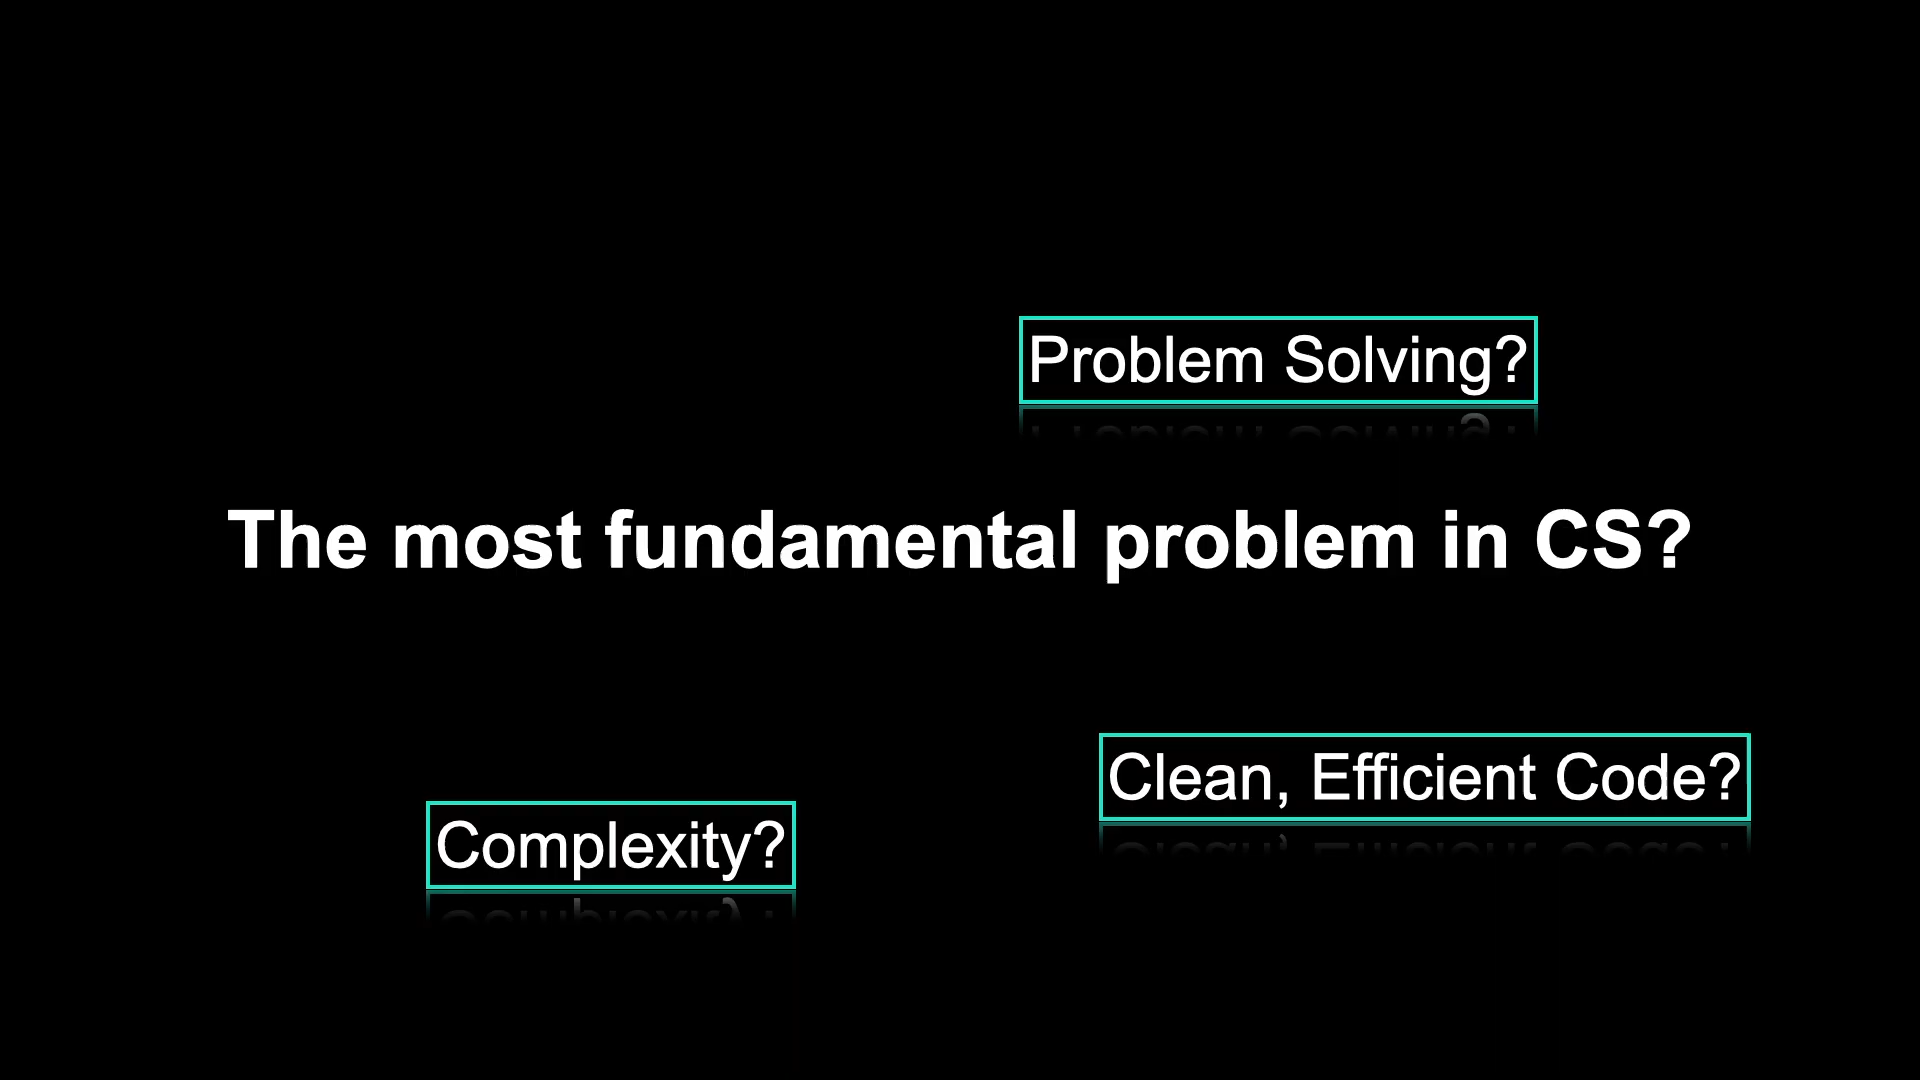 Problem Solving?
The most fundamental problem in CS?
Clean, Efficient Code?
Complexity?